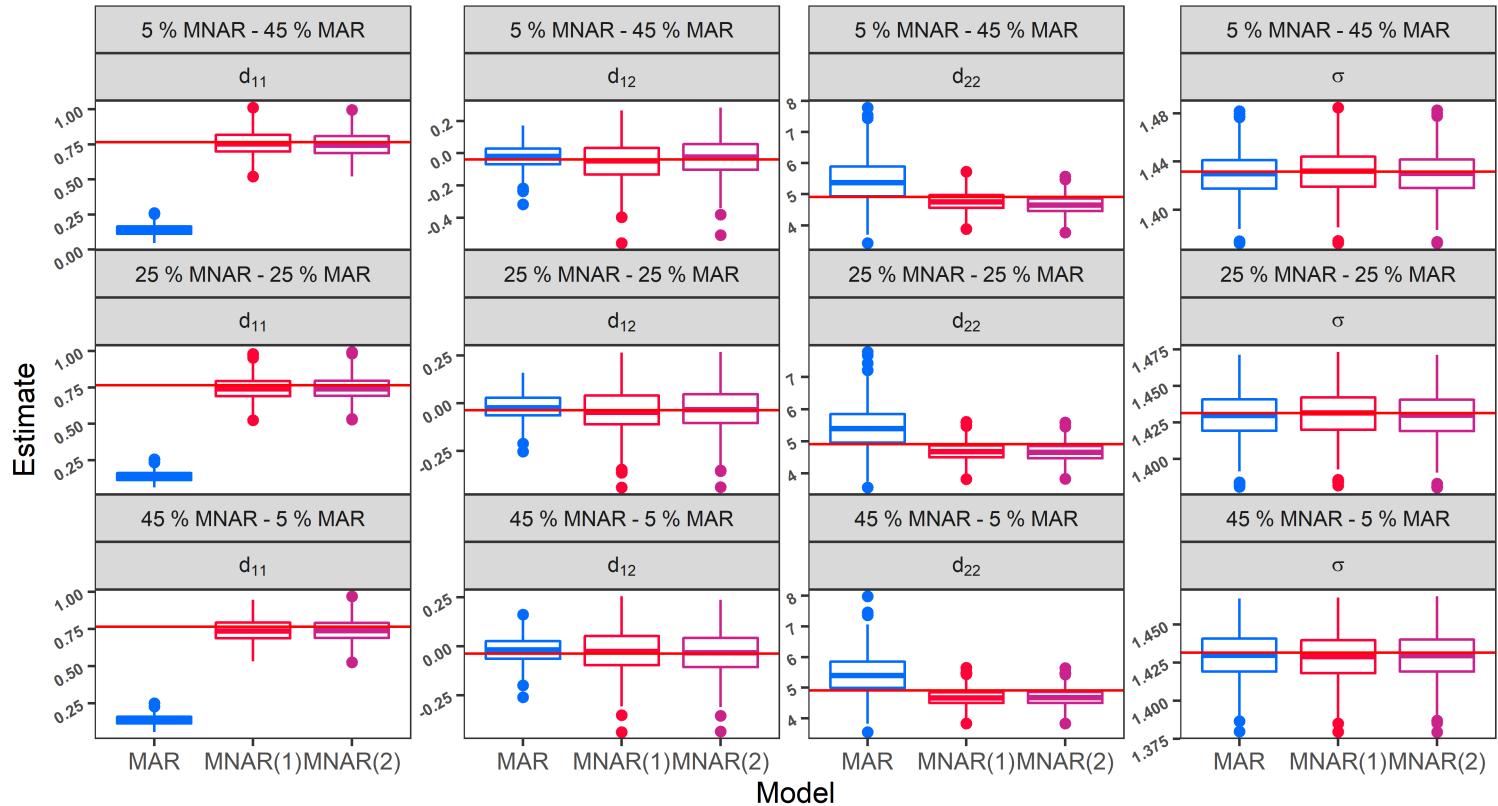 5 % MNAR - 45 % MAR
5 % MNAR - 45 % MAR
5 % MNAR - 45 % MAR
5 % MNAR - 45 % MAR
d₁₁
d₁₂
d₂₂
σ
1.00
0.75
0.50
0.25
0.00
0.2
0.0
-0.2
-0.4
8
7
6
5
4
1.48
1.44
1.40
25 % MNAR - 25 % MAR
25 % MNAR - 25 % MAR
25 % MNAR - 25 % MAR
25 % MNAR - 25 % MAR
d₁₁
d₁₂
d₂₂
σ
Estimate
1.00
0.75
0.50
0.25
0.25
0.00
-0.25
7
6
5
4
1.475
1.450
1.425
1.400
45 % MNAR - 5 % MAR
45 % MNAR - 5 % MAR
45 % MNAR - 5 % MAR
45 % MNAR - 5 % MAR
d₁₁
d₁₂
d₂₂
σ
1.00
0.75
0.50
0.25
0.25
0.00
-0.25
8
7
6
5
4
1.450
1.425
1.400
1.375
MAR MNAR(1) MNAR(2)
MAR MNAR(1) MNAR(2)
MAR MNAR(1) MNAR(2)
MAR MNAR(1) MNAR(2)
Model